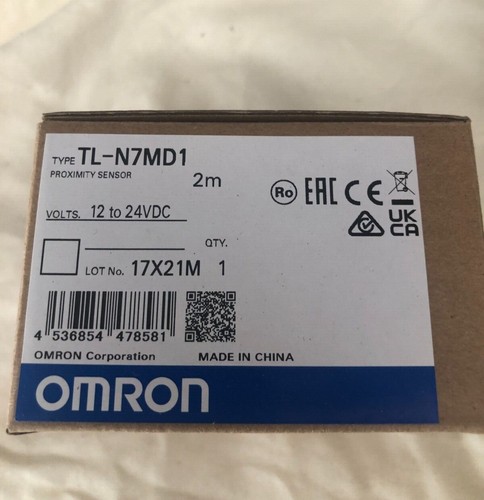 TYPE TL-N7MD1
PROXIMITY SENSOR
2m
Ro EAC CE
VOLTS. 12 to 24VDC
UK
CA
QTY.
LOT No. 17X21M 1
4 536854 478581
OMRON Corporation MADE IN CHINA
OMRON